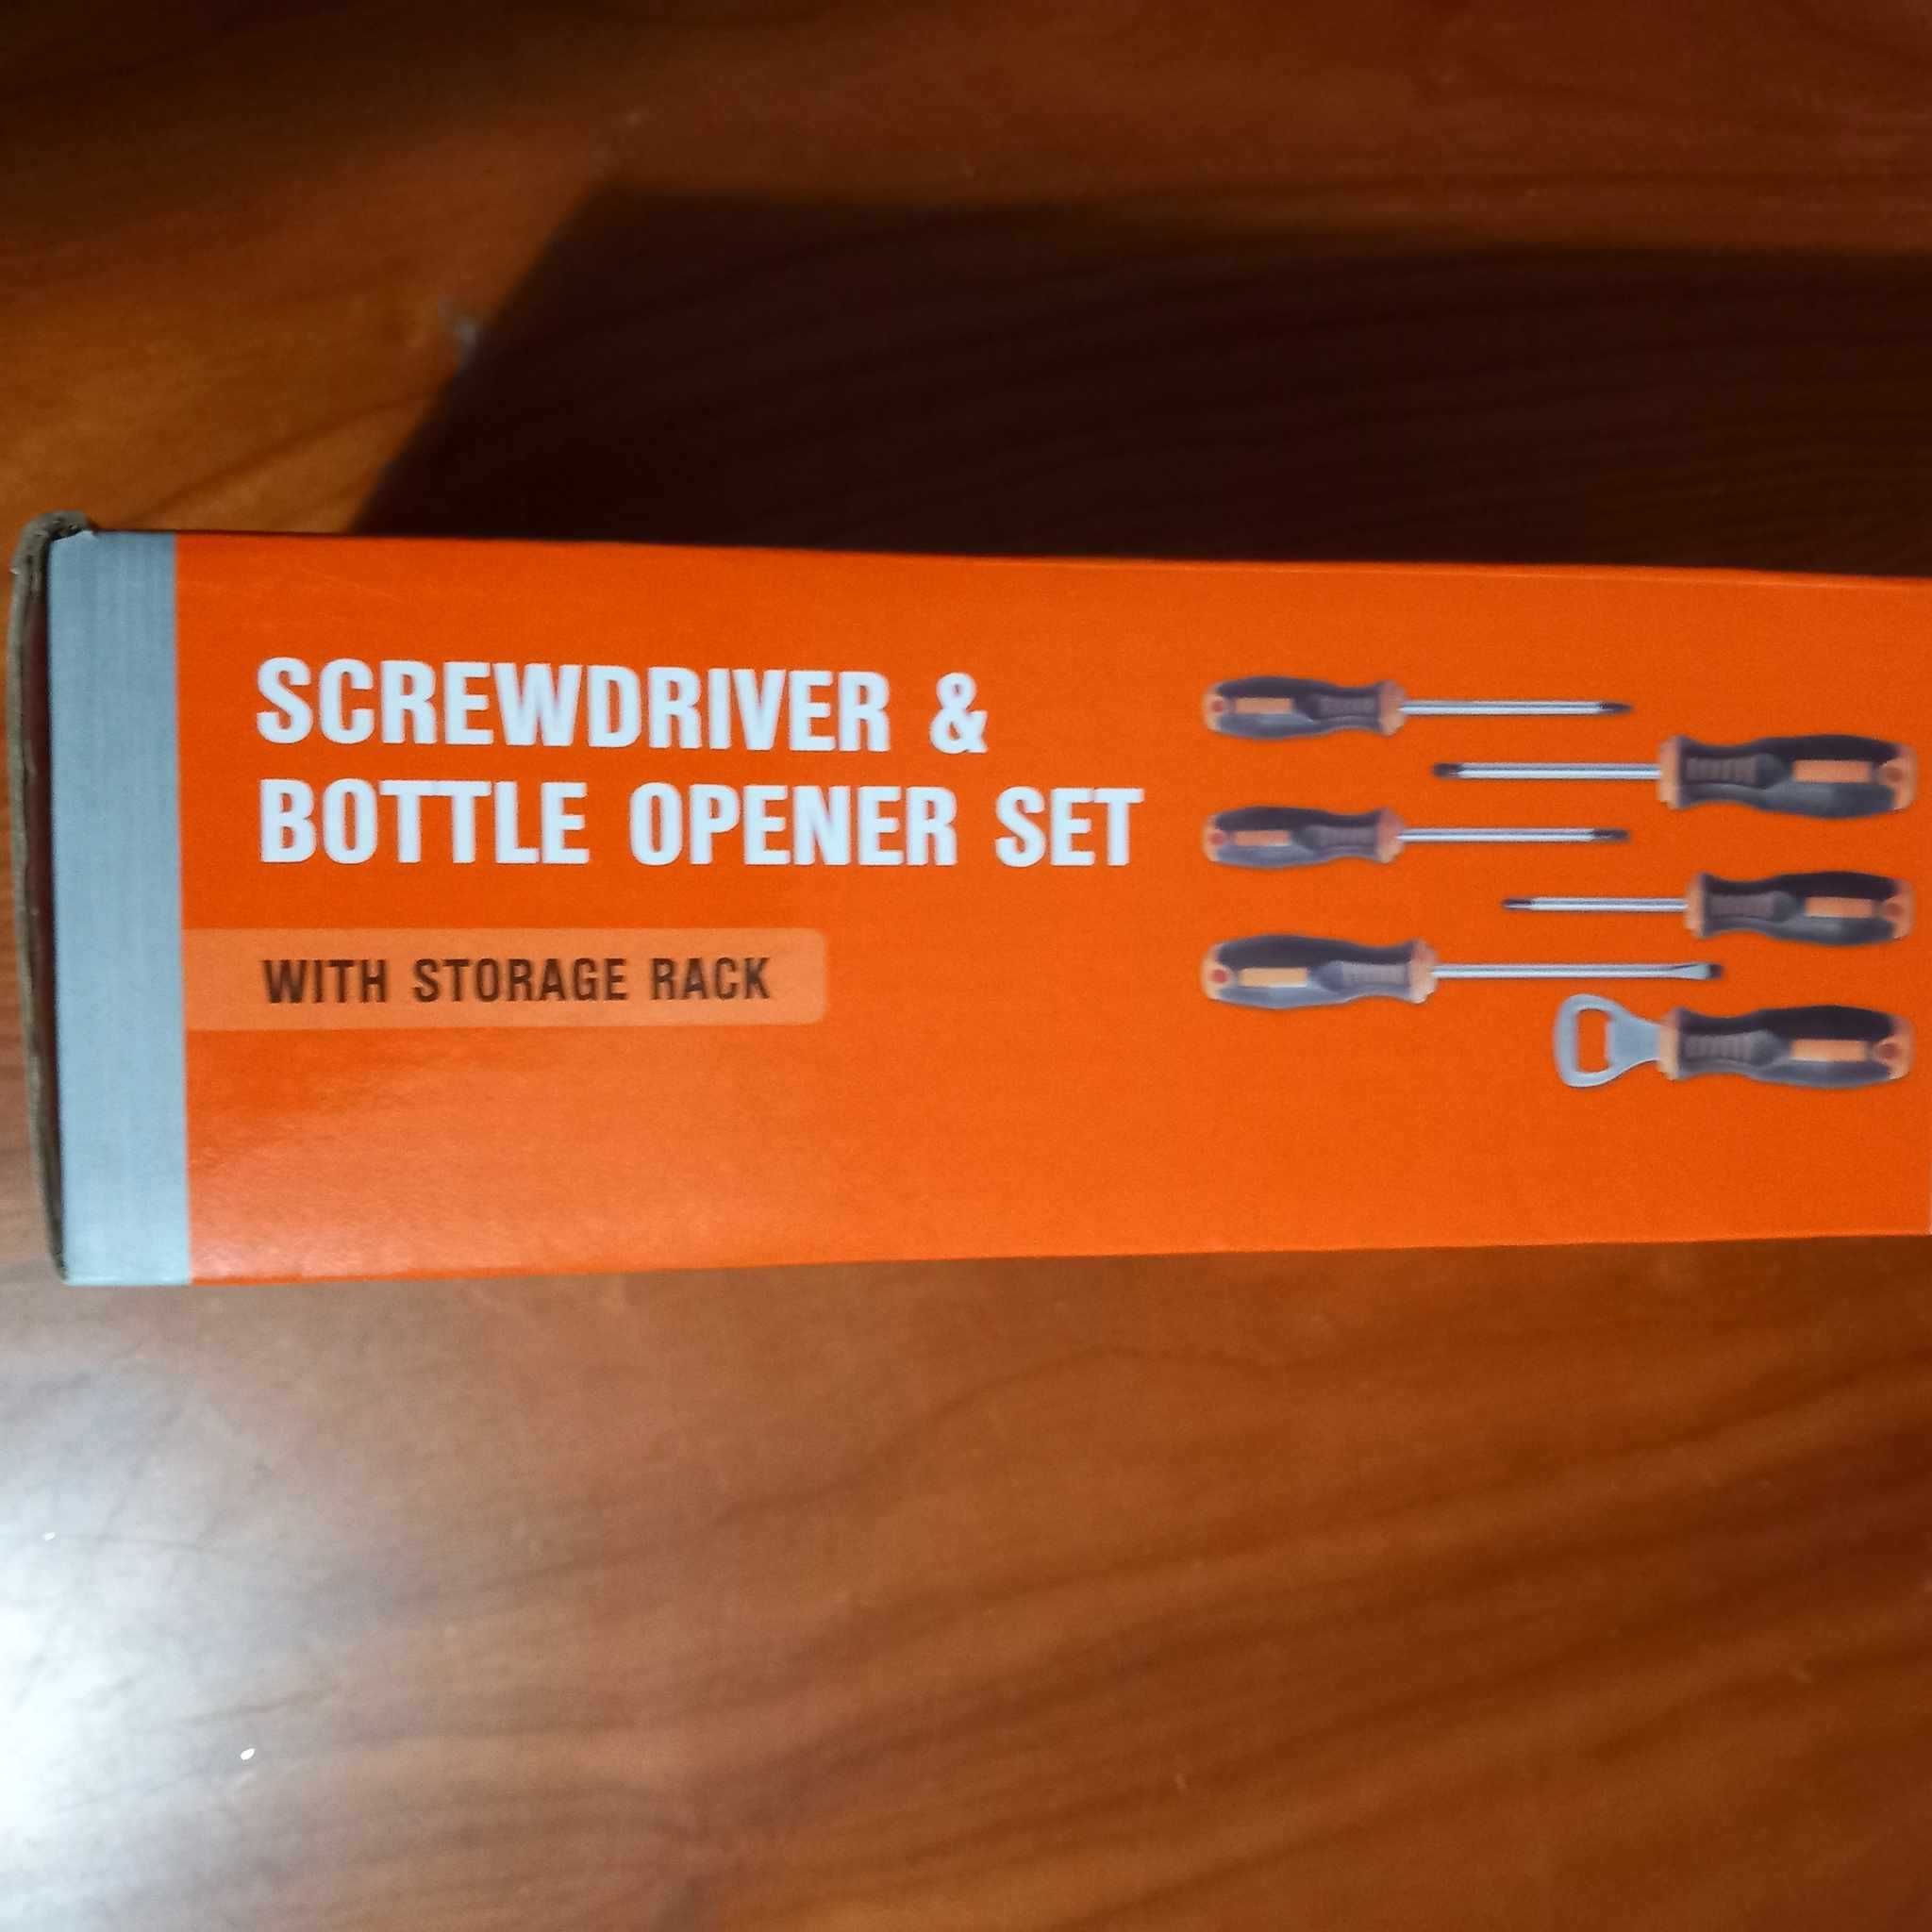 SCREWDRIVER &
BOTTLE OPENER SET
WITH STORAGE RACK